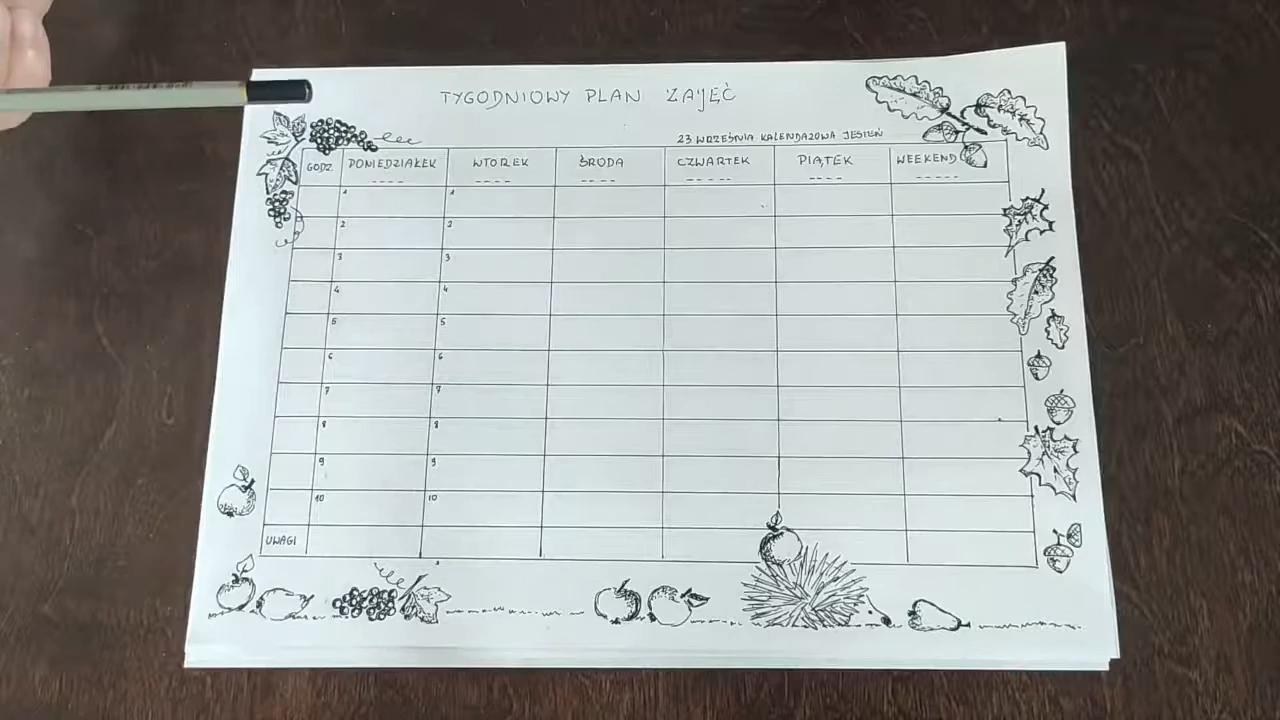 TYGODNIOWY PLAN ZAJĘĆ
23 WRZEŚNIA KALENDAZOWA JESIEŃ
GODZ. PONIEDZIAŁEK WTOREK ŚRODA CZWARTEK PIĄTEK WEEKEND
1 1
2 2
3 3
4 4
5 5
6 6
7 7
8 8
9 9
10 10
UWAGI